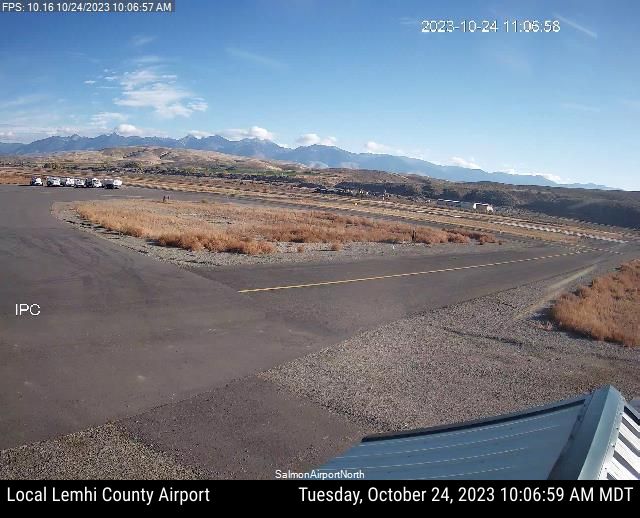 FPS: 10.16 10/24/2023 10:06:57 AM
2023-10-24 11:06:58
IPC
SalmonAirportNorth
Local Lemhi County Airport
Tuesday, October 24, 2023 10:06:59 AM MDT